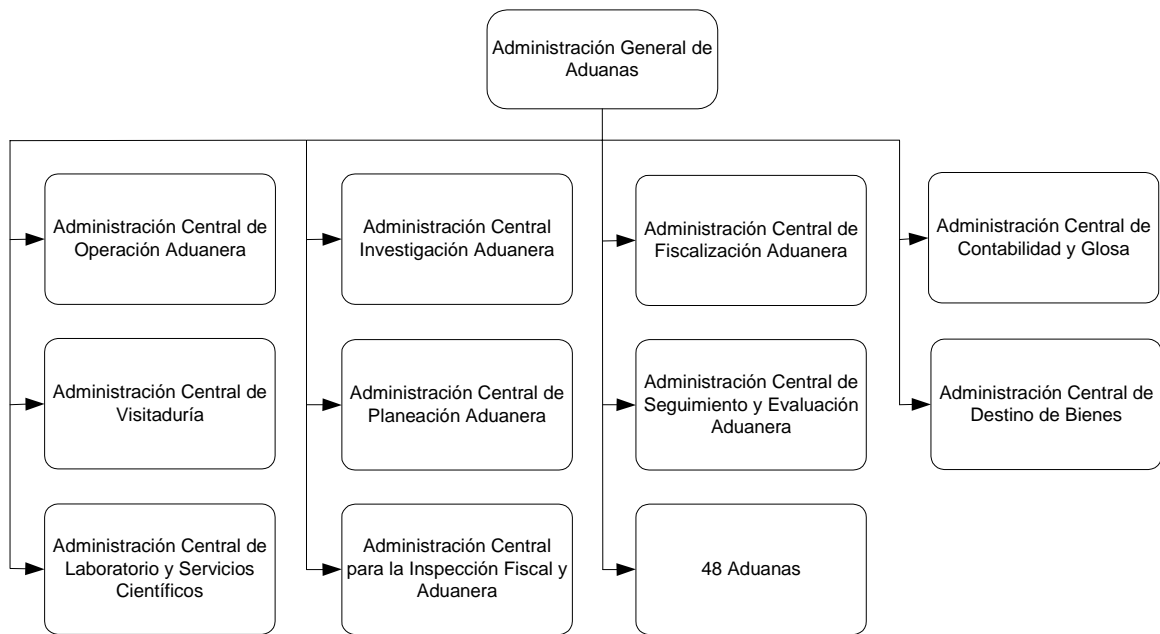 Administración General de
Aduanas
Administración Central de
Operación Aduanera
Administración Central
Investigación Aduanera
Administración Central de
Fiscalización Aduanera
Administración Central de
Contabilidad y Glosa
Administración Central de
Visitaduría
Administración Central de
Planeación Aduanera
Administración Central de
Seguimiento y Evaluación
Aduanera
Administración Central de
Destino de Bienes
Administración Central de
Laboratorio y Servicios
Científicos
Administración Central
para la Inspección Fiscal y
Aduanera
48 Aduanas